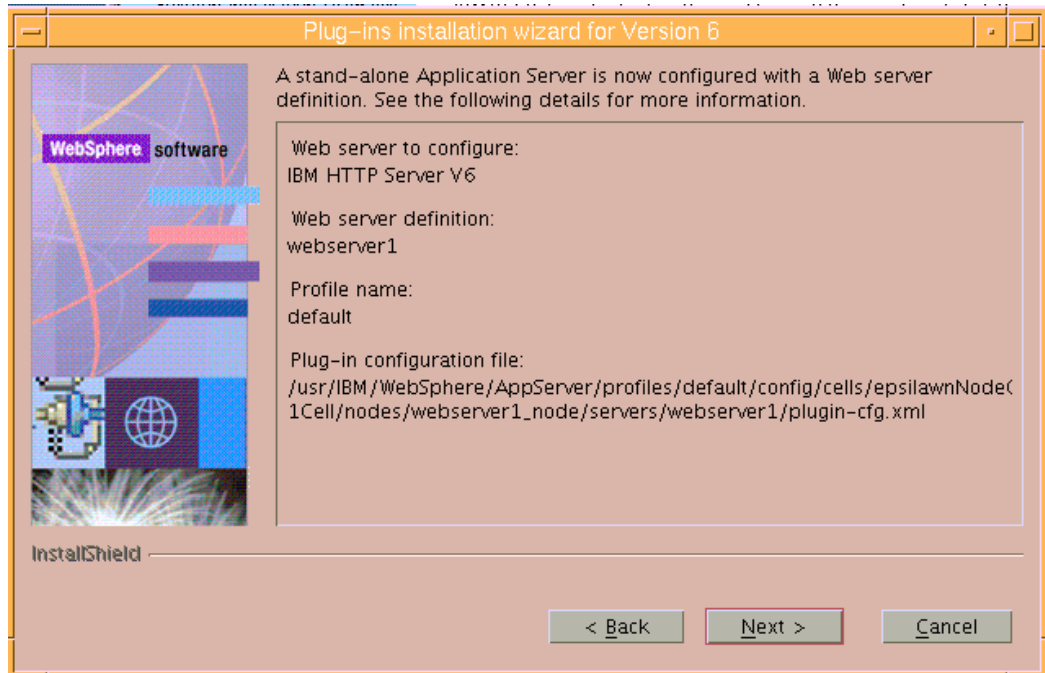 Plug-ins installation wizard for Version 6
WebSphere software
A stand-alone Application Server is now configured with a Web server
definition. See the following details for more information.
Web server to configure:
IBM HTTP Server V6
Web server definition:
webserver1
Profile name:
default
Plug-in configuration file:
/usr/IBM/WebSphere/AppServer/profiles/default/config/cells/epsilawnNode(
1Cell/nodes/webserver1_node/servers/webserver1/plugin-cfg.xml
InstallShield
< Back
Next >
Cancel